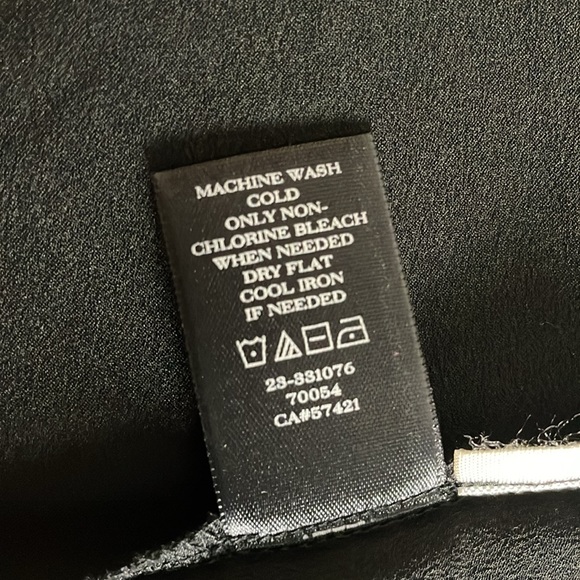 MACHINE WASH
COLD
ONLY NON-
CHLORINE BLEACH
WHEN NEEDED
DRY FLAT
COOL IRON
IF NEEDED
23-331076
70054
CA#57421